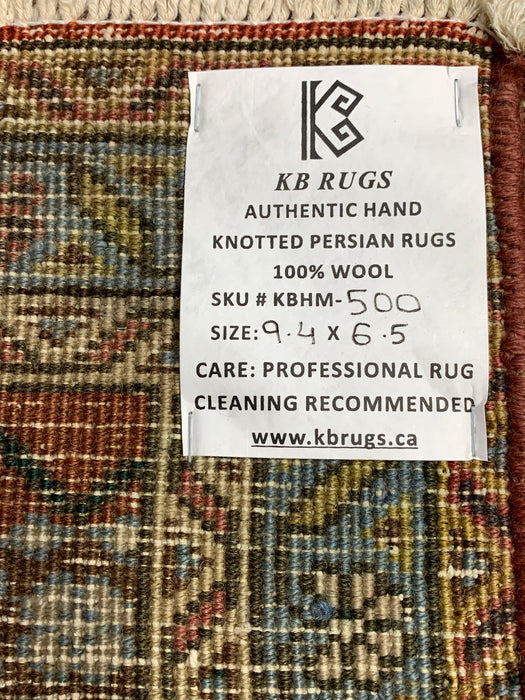 KB RUGS
AUTHENTIC HAND
KNOTTED PERSIAN RUGS
100% WOOL
SKU # KBHM-500
SIZE: 9.4 X 6.5
CARE: PROFESSIONAL RUG
CLEANING RECOMMENDED
www.kbrugs.ca